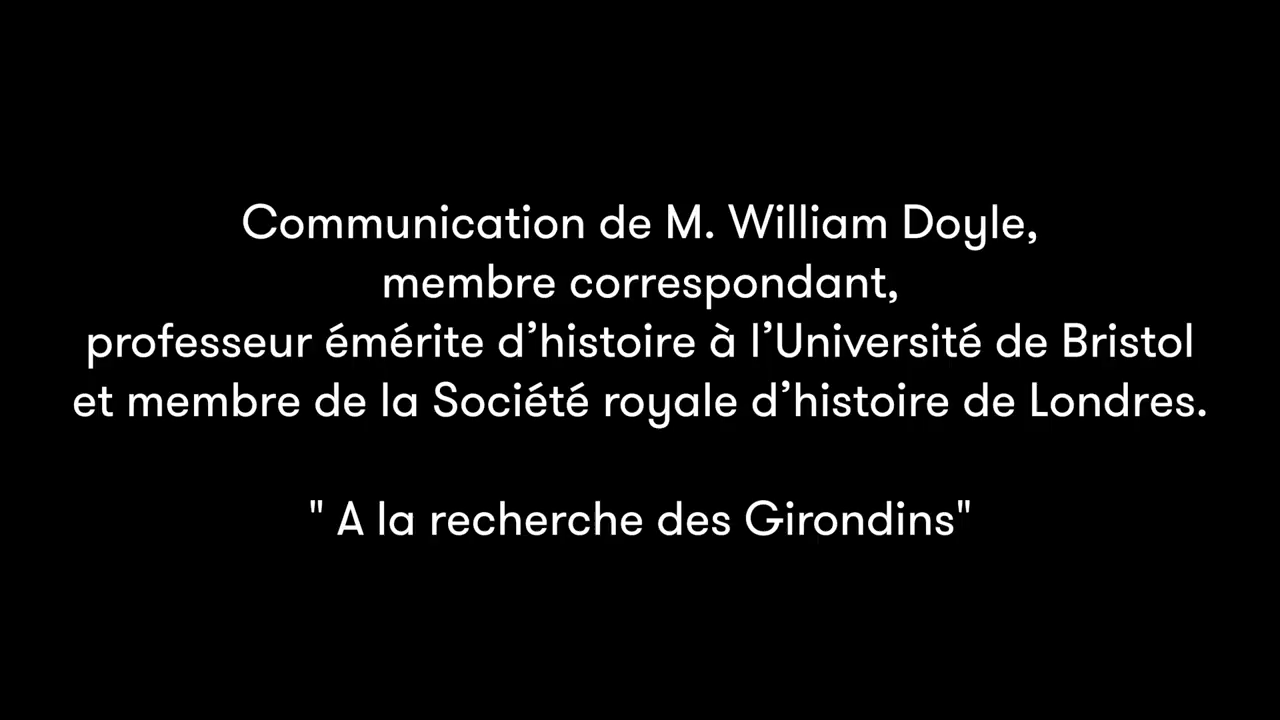 Communication de M. William Doyle,
membre correspondant,
professeur émérite d’histoire à l’Université de Bristol
et membre de la Société royale d’histoire de Londres.
" A la recherche des Girondins"